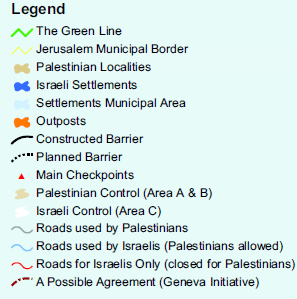 Legend
The Green Line
Jerusalem Municipal Border
Palestinian Localities
Israeli Settlements
Settlements Municipal Area
Outposts
Constructed Barrier
Planned Barrier
Main Checkpoints
Palestinian Control (Area A & B)
Israeli Control (Area C)
Roads used by Palestinians
Roads used by Israelis (Palestinians allowed)
Roads for Israelis Only (closed for Palestinians)
A Possible Agreement (Geneva Initiative)